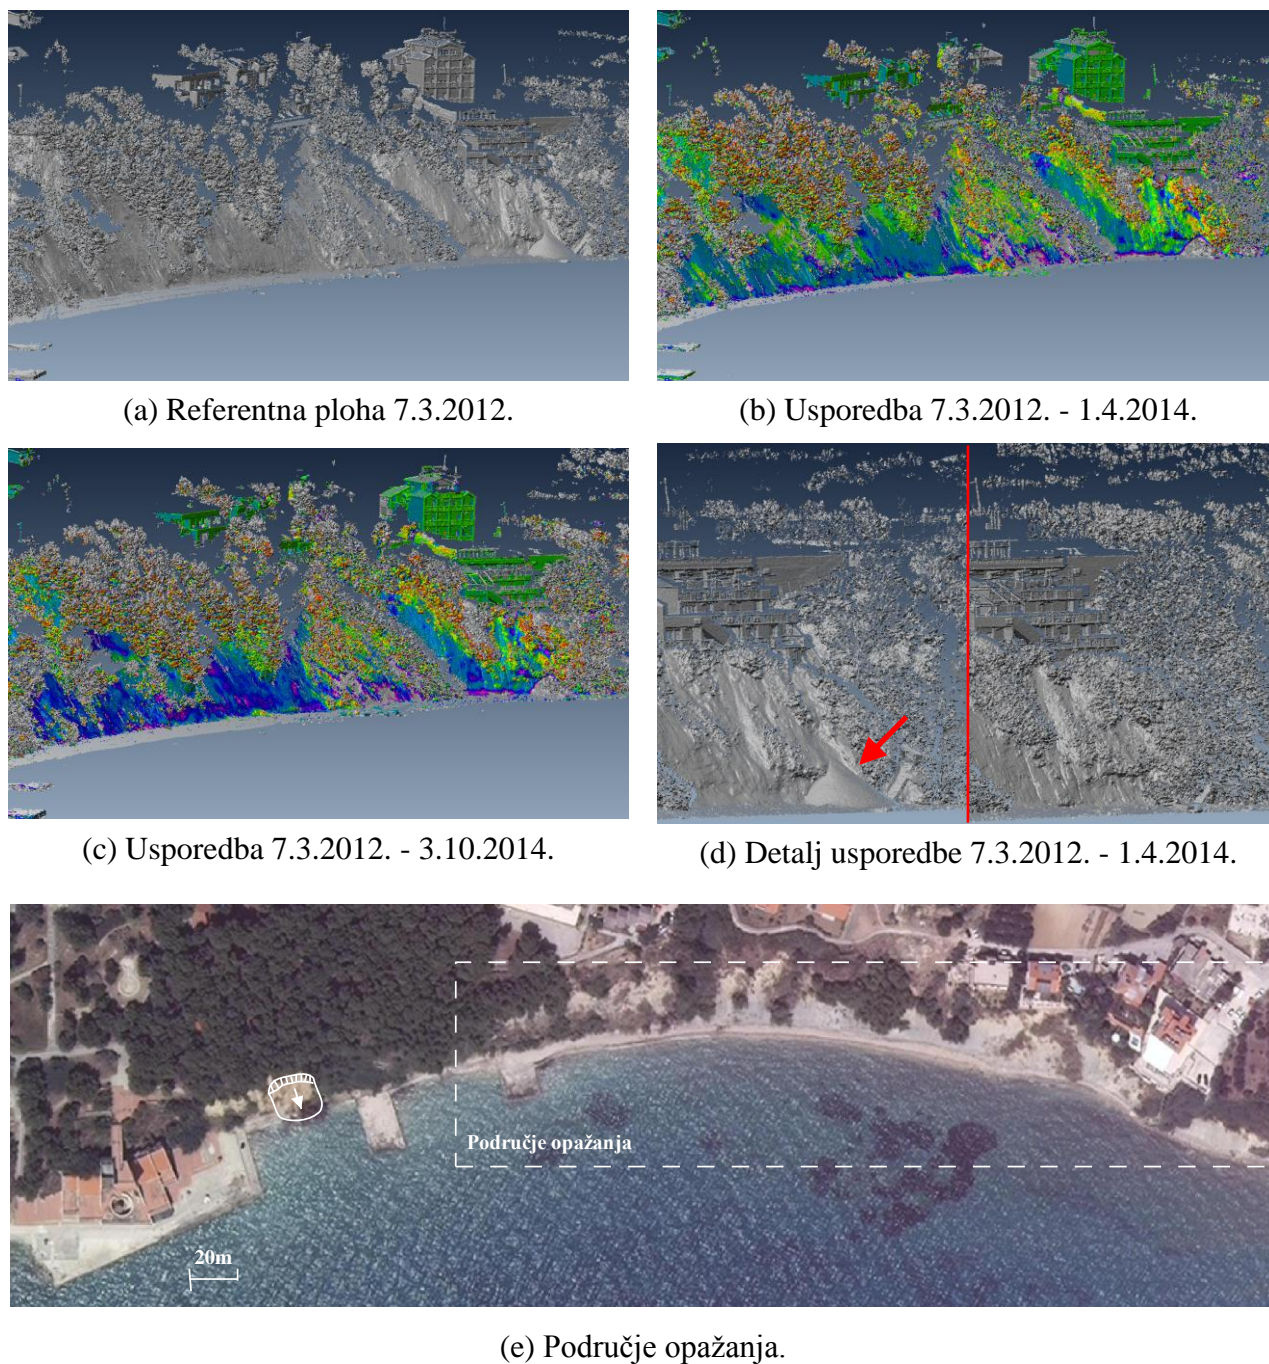 (a) Referentna ploha 7.3.2012.
(b) Usporedba 7.3.2012. - 1.4.2014.
(c) Usporedba 7.3.2012. - 3.10.2014.
(d) Detalj usporedbe 7.3.2012. - 1.4.2014.
Područje opažanja
20m
(e) Područje opažanja.